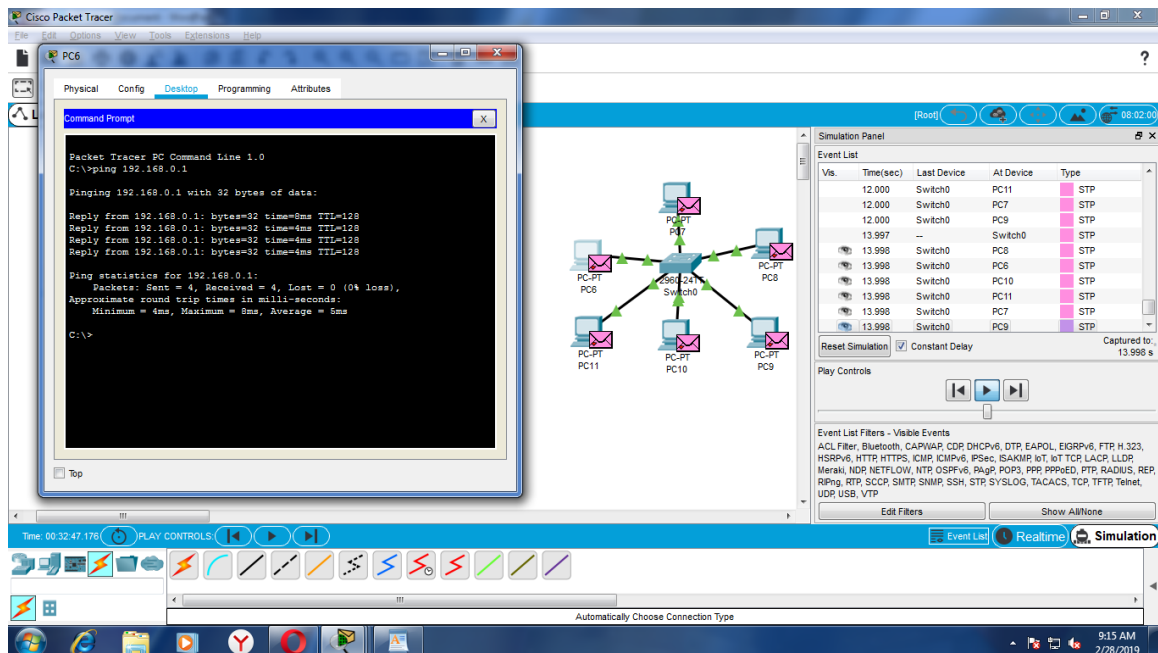 Cisco Packet Tracer
File Edit Options View Tools Extensions Help
PC6
?
Physical Config Desktop Programming Attributes
Command Prompt
X
Packet Tracer PC Command Line 1.0
C:\>ping 192.168.0.1
Pinging 192.168.0.1 with 32 bytes of data:
Reply from 192.168.0.1: bytes=32 time=8ms TTL=128
Reply from 192.168.0.1: bytes=32 time=4ms TTL=128
Reply from 192.168.0.1: bytes=32 time=4ms TTL=128
Reply from 192.168.0.1: bytes=32 time=4ms TTL=128
Ping statistics for 192.168.0.1:
Packets: Sent = 4, Received = 4, Lost = 0 (0% loss),
Approximate round trip times in milli-seconds:
Minimum = 4ms, Maximum = 8ms, Average = 5ms
C:\>
Top
[Root]
08:02:00
PC-PT
PC7
PC-PT
PC6
2960-24TT
Switch0
PC-PT
PC8
PC-PT
PC11
PC-PT
PC10
PC-PT
PC9
Simulation Panel
Event List
Vis. Time(sec) Last Device At Device Type
12.000 Switch0 PC11 STP
12.000 Switch0 PC7 STP
12.000 Switch0 PC9 STP
13.997 -- Switch0 STP
13.998 Switch0 PC8 STP
13.998 Switch0 PC6 STP
13.998 Switch0 PC10 STP
13.998 Switch0 PC11 STP
13.998 Switch0 PC7 STP
13.998 Switch0 PC9 STP
Reset Simulation Constant Delay
Captured to:
13.998 s
Play Controls
Event List Filters - Visible Events
ACL Filter, Bluetooth, CAPWAP, CDP, DHCPv6, DTP, EAPOL, EIGRPv6, FTP, H.323,
HSRPv6, HTTP, HTTPS, ICMP, ICMPv6, IPSec, ISAKMP, IoT, IoT TCP, LACP, LLDP,
Meraki, NDP, NETFLOW, NTP, OSPFv6, PAgP, POP3, PPP, PPPoED, PTP, RADIUS, REP,
RIPng, RTP, SCCP, SMTP, SNMP, SSH, STP, SYSLOG, TACACS, TCP, TFTP, Telnet,
UDP, USB, VTP
Edit Filters Show All/None
Time: 00:32:47.176 PLAY CONTROLS:
Event List Realtime Simulation
Automatically Choose Connection Type
9:15 AM
2/28/2019